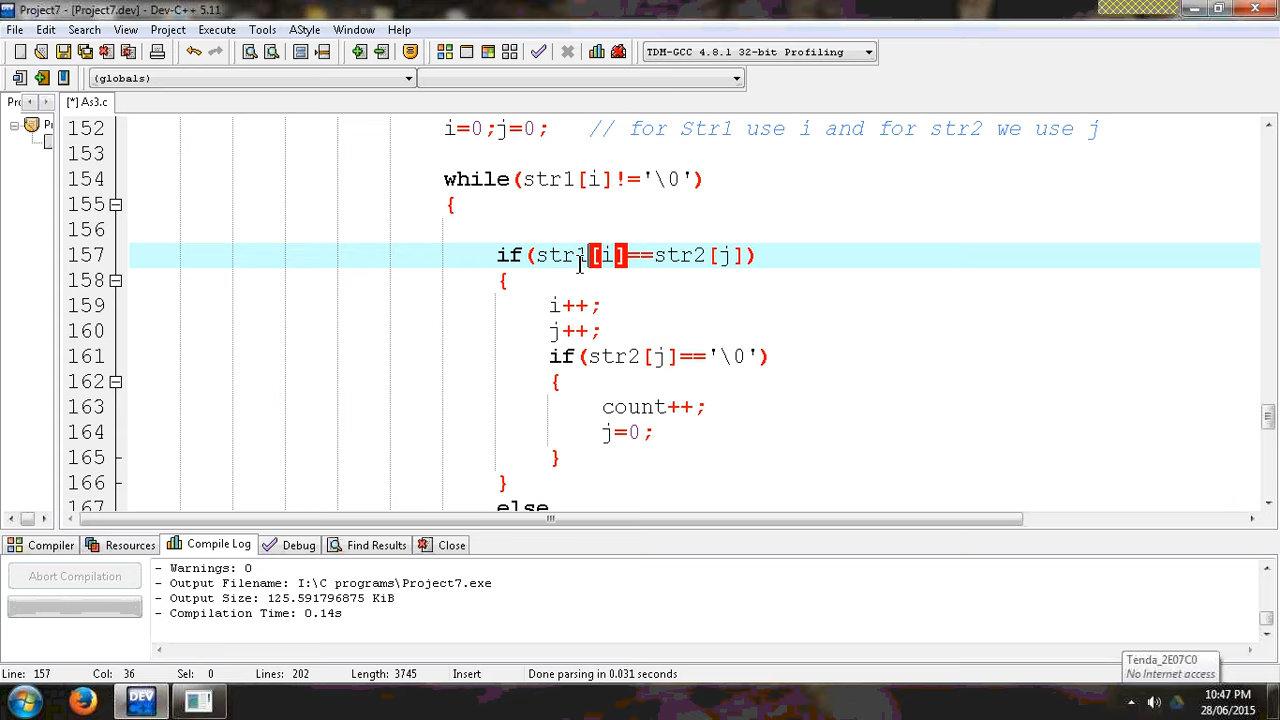 Project7 - [Project7.dev] - Dev-C++ 5.11
File Edit Search View Project Execute Tools AStyle Window Help
TDM-GCC 4.8.1 32-bit Profiling
(globals)
[*] As3.c
152 i=0;j=0; // for Str1 use i and for str2 we use j
153
154 while(str1[i]!='\0')
155 {
156
157 if(str1[i]==str2[j])
158 {
159 i++;
160 j++;
161 if(str2[j]=='\0')
162 {
163 count++;
164 j=0;
165 }
166 }
167 else
Compiler Resources Compile Log Debug Find Results Close
Abort Compilation
- Warnings: 0
- Output Filename: I:\C programs\Project7.exe
- Output Size: 125.591796875 KiB
- Compilation Time: 0.14s
Line: 157 Col: 36 Sel: 0 Lines: 202 Length: 3745 Insert Done parsing in 0.031 seconds
Tenda_2E07C0
No Internet access
DEV
10:47 PM
28/06/2015